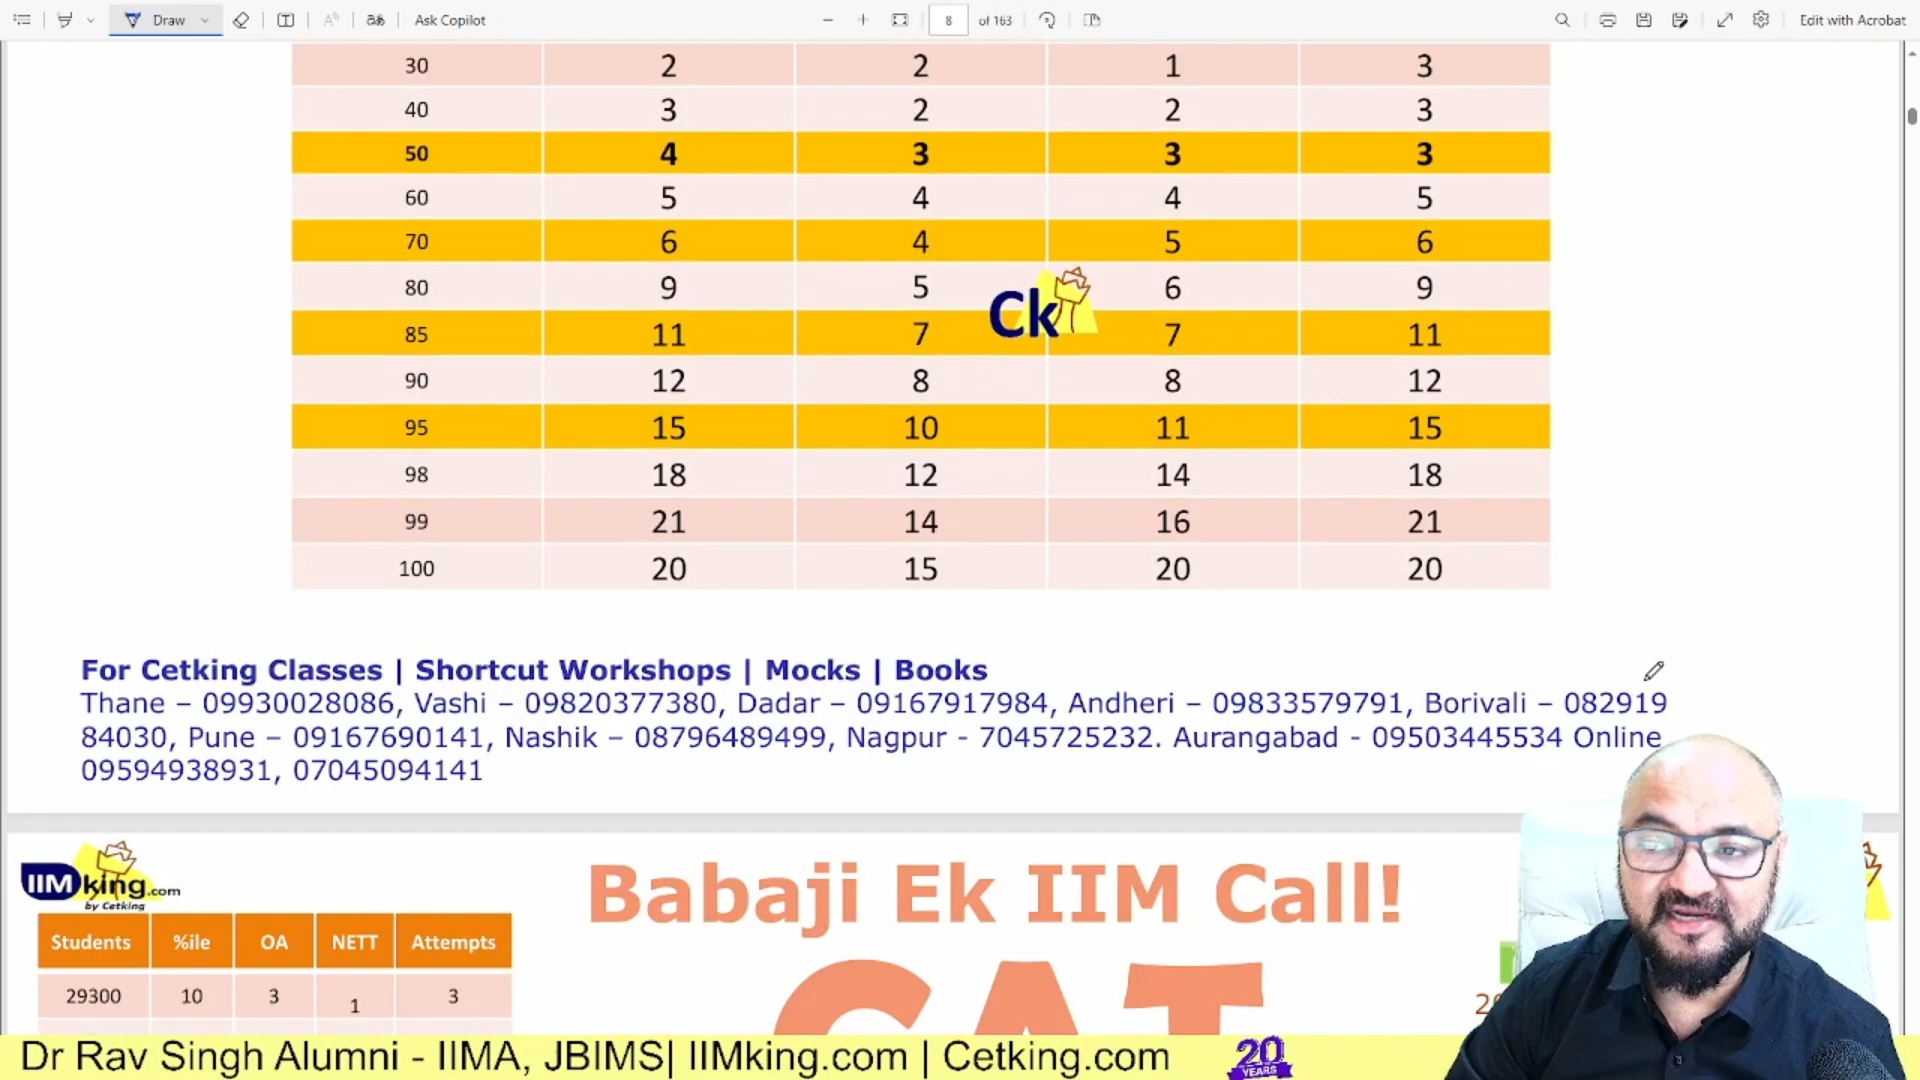 Draw
Ask Copilot
8 of 163
Edit with Acrobat
30 2 2 1 3
40 3 2 2 3
50 4 3 3 3
60 5 4 4 5
70 6 4 5 6
80 9 5 6 9
85 11 7 7 11
Ck
90 12 8 8 12
95 15 10 11 15
98 18 12 14 18
99 21 14 16 21
100 20 15 20 20
For Cetking Classes | Shortcut Workshops | Mocks | Books
Thane – 09930028086, Vashi – 09820377380, Dadar – 09167917984, Andheri – 09833579791, Borivali – 082919
84030, Pune – 09167690141, Nashik – 08796489499, Nagpur - 7045725232. Aurangabad - 09503445534 Online
09594938931, 07045094141
IIMking.com
by Cetking
Babaji Ek IIM Call!
Students %ile OA NETT Attempts
29300 10 3 1 3
CAT
Dr Rav Singh Alumni - IIMA, JBIMS| IIMking.com | Cetking.com
20
YEARS